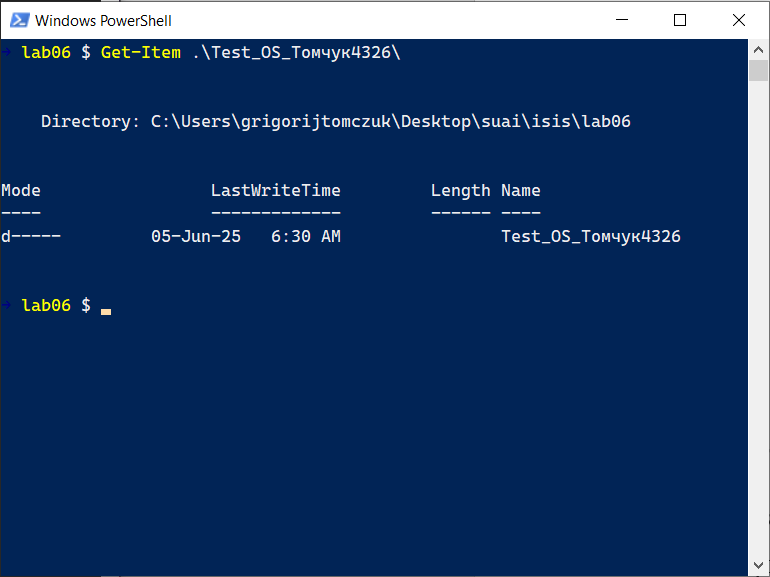 Windows PowerShell
→ lab06 $ Get-Item .\Test_OS_Томчук4326\
Directory: C:\Users\grigorijtomczuk\Desktop\suai\isis\lab06
Mode                 LastWriteTime         Length Name
----                 -------------         ------ ----
d-----         05-Jun-25   6:30 AM                Test_OS_Томчук4326
→ lab06 $